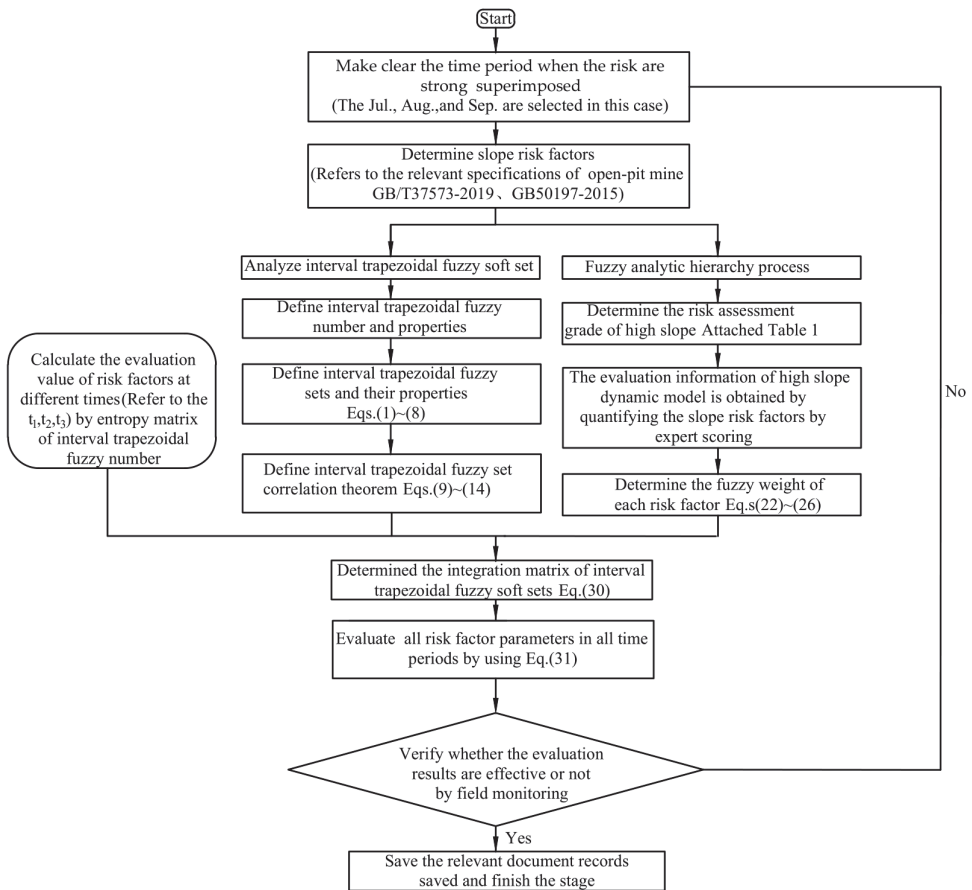 Start
Make clear the time period when the risk are
strong superimposed
(The Jul., Aug.,and Sep. are selected in this case)
Determine slope risk factors
(Refers to the relevant specifications of open-pit mine
GB/T37573-2019、GB50197-2015)
Analyze interval trapezoidal fuzzy soft set
Fuzzy analytic hierarchy process
Define interval trapezoidal fuzzy
number and properties
Determine the risk assessment
grade of high slope Attached Table 1
Calculate the evaluation
value of risk factors at
different times(Refer to the
t₁,t₂,t₃) by entropy matrix
of interval trapezoidal
fuzzy number
Define interval trapezoidal fuzzy
sets and their properties
Eqs.(1)~(8)
The evaluation information of high slope
dynamic model is obtained by
quantifying the slope risk factors by
expert scoring
No
Define interval trapezoidal fuzzy set
correlation theorem Eqs.(9)~(14)
Determine the fuzzy weight of
each risk factor Eq.s(22)~(26)
Determined the integration matrix of interval
trapezoidal fuzzy soft sets Eq.(30)
Evaluate all risk factor parameters in all time
periods by using Eq.(31)
Verify whether the evaluation
results are effective or not
by field monitoring
Yes
Save the relevant document records
saved and finish the stage